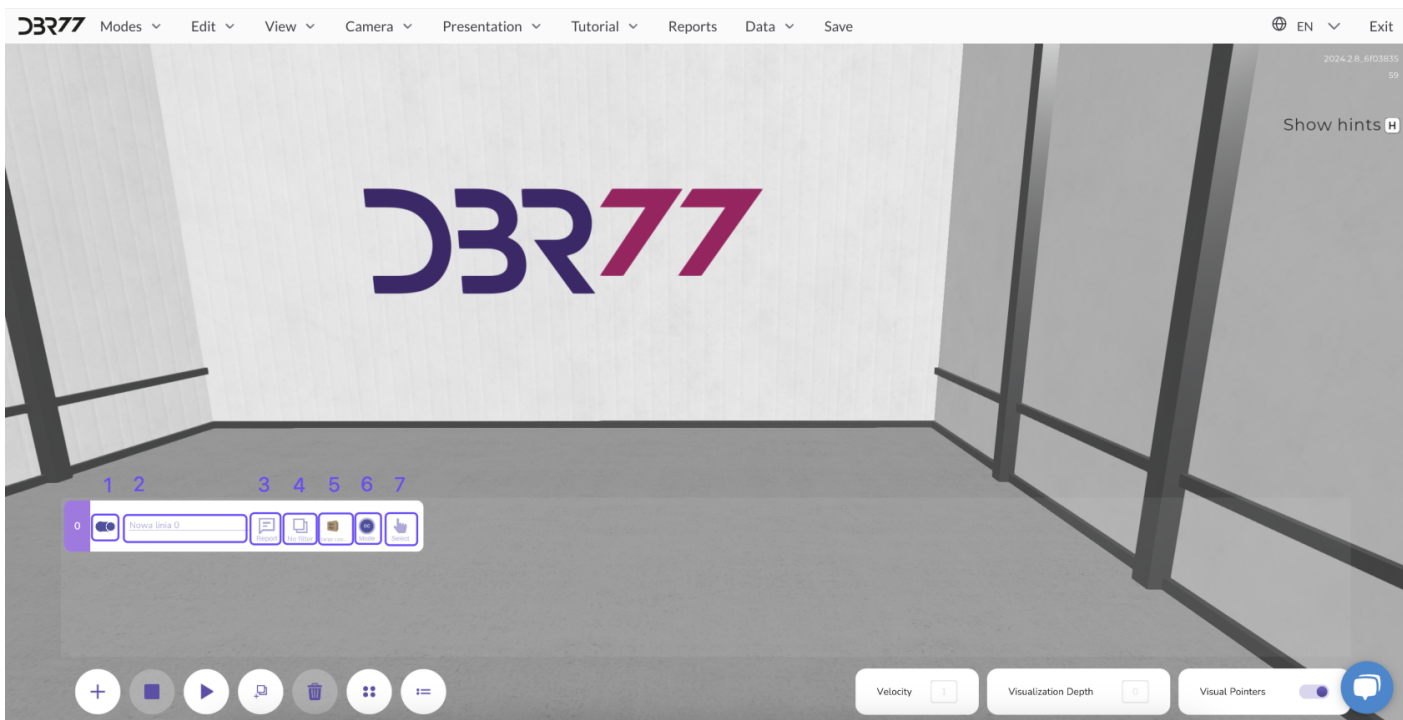 DBR77 Modes Edit View Camera Presentation Tutorial Reports Data Save EN Exit
2024.2.8_6f03835
59
Show hints H
DBR77
1 2 3 4 5 6 7
0 Nowa linia 0
Report No filter Mode Select
Velocity 1 Visualization Depth 0 Visual Pointers